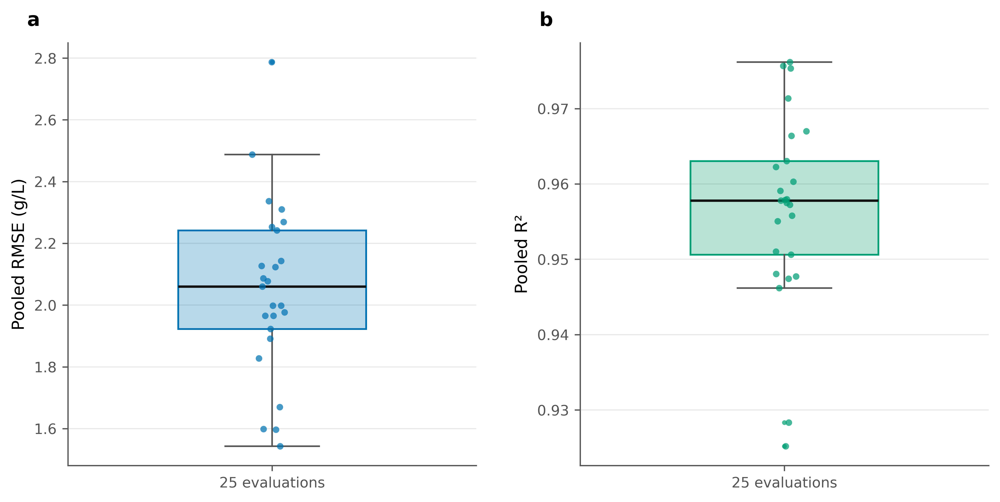 a
2.8
2.6
2.4
2.2
2.0
1.8
1.6
Pooled RMSE (g/L)
25 evaluations
b
0.97
0.96
0.95
0.94
0.93
Pooled R²
25 evaluations